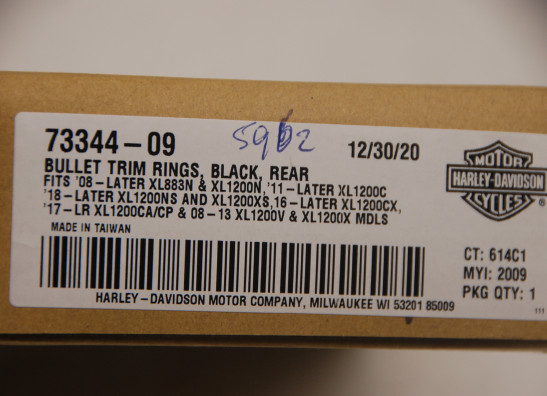 73344-09
5962
12/30/20
BULLET TRIM RINGS, BLACK, REAR
FITS '08-LATER XL883N & XL1200N,'11-LATER XL1200C
'18-LATER XL1200NS AND XL1200XS,16-LATER XL1200CX,
'17-LR XL1200CA/CP & 08-13 XL1200V & XL1200X MDLS
MADE IN TAIWAN
MOTOR
HARLEY-DAVIDSON
CYCLES
®
CT: 614C1
MYI: 2009
PKG QTY: 1
HARLEY-DAVIDSON MOTOR COMPANY, MILWAUKEE WI 53201 85009
111